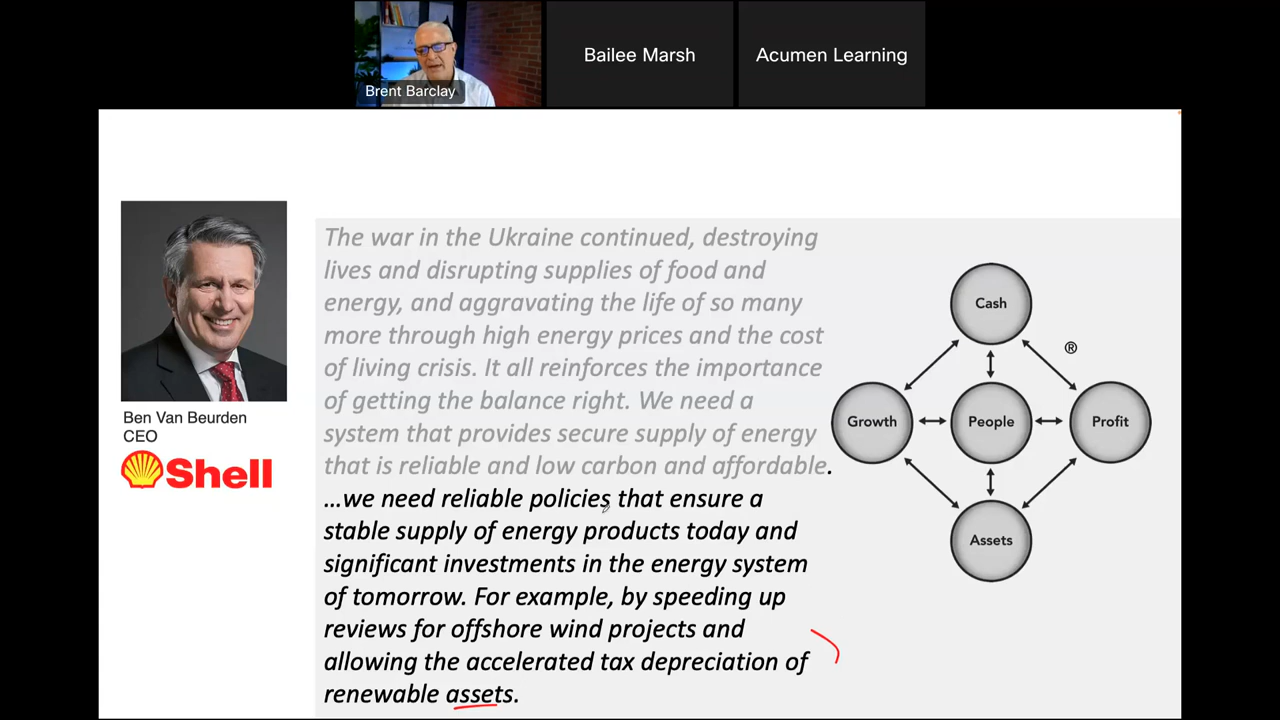 Brent Barclay
Bailee Marsh
Acumen Learning
Ben Van Beurden
CEO
Shell
The war in the Ukraine continued, destroying
lives and disrupting supplies of food and
energy, and aggravating the life of so many
more through high energy prices and the cost
of living crisis. It all reinforces the importance
of getting the balance right. We need a
system that provides secure supply of energy
that is reliable and low carbon and affordable.
...we need reliable policies that ensure a
stable supply of energy products today and
significant investments in the energy system
of tomorrow. For example, by speeding up
reviews for offshore wind projects and
allowing the accelerated tax depreciation of
renewable assets.
Cash
®
Growth
People
Profit
Assets